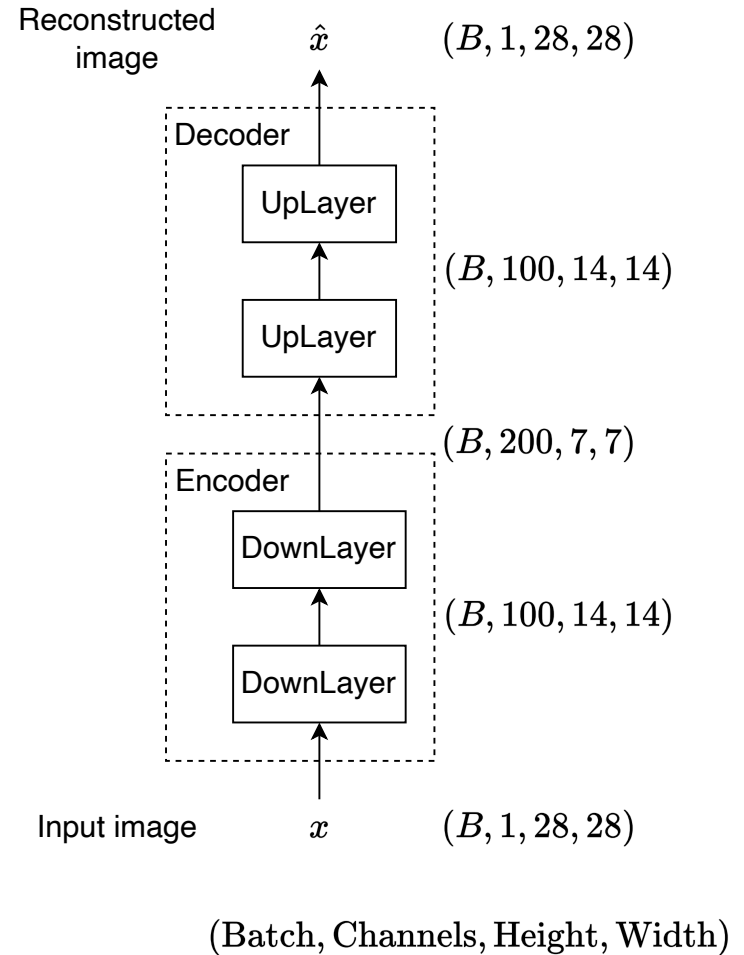 Reconstructed
image
x̂
(B, 1, 28, 28)
Decoder
UpLayer
(B, 100, 14, 14)
UpLayer
(B, 200, 7, 7)
Encoder
DownLayer
(B, 100, 14, 14)
DownLayer
Input image
x
(B, 1, 28, 28)
(Batch, Channels, Height, Width)